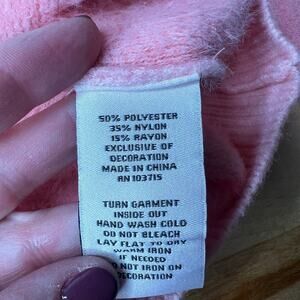 50% POLYESTER
35% NYLON
15% RAYON
EXCLUSIVE OF
DECORATION
MADE IN CHINA
RN 103715
TURN GARMENT
INSIDE OUT
HAND WASH COLD
DO NOT BLEACH
LAY FLAT TO DRY
WARM IRON
IF NEEDED
DO NOT IRON ON
DECORATION